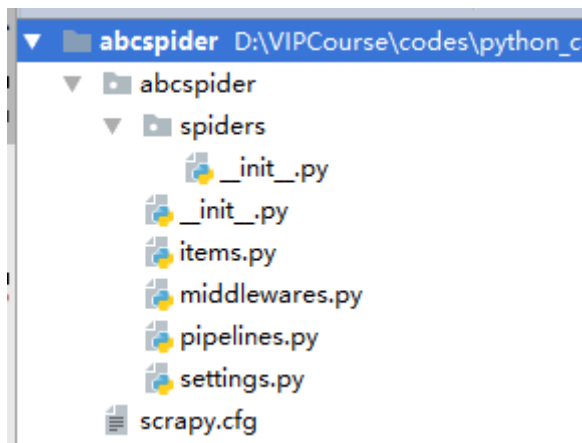 abcspider D:\VIPCourse\codes\python_c
abcspider
spiders
__init__.py
__init__.py
items.py
middlewares.py
pipelines.py
settings.py
scrapy.cfg